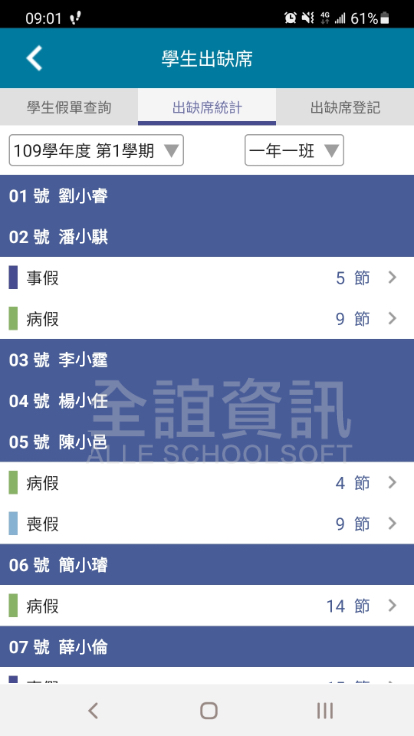 09:01 4G 61%
學生出缺席
學生假單查詢 出缺席統計 出缺席登記
109學年度 第1學期 一年一班
01 號 劉小睿
02 號 潘小騏
事假 5 節
病假 9 節
03 號 李小霆
04 號 楊小任
全誼資訊
05 號 陳小邑
ALLE SCHOOLSOFT
病假 4 節
喪假 9 節
06 號 簡小璿
病假 14 節
07 號 薛小倫